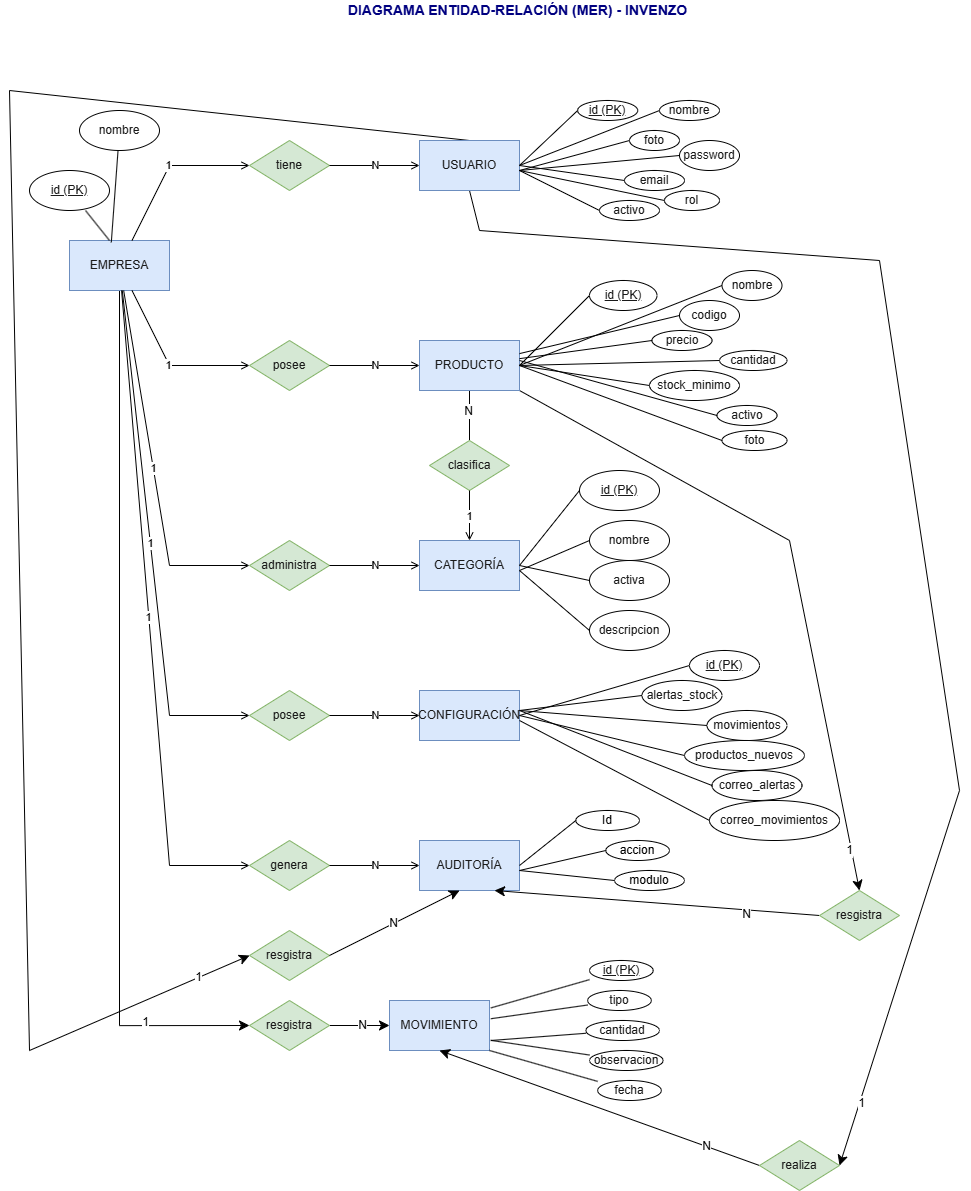 DIAGRAMA ENTIDAD-RELACIÓN (MER) - INVENZO
nombre
id (PK)
EMPRESA
1
tiene
N
USUARIO
id (PK)
nombre
foto
password
email
rol
activo
1
posee
N
PRODUCTO
id (PK)
nombre
codigo
precio
cantidad
stock_minimo
activo
foto
N
clasifica
1
1
administra
N
CATEGORÍA
id (PK)
nombre
activa
descripcion
1
posee
N
CONFIGURACIÓN
id (PK)
alertas_stock
movimientos
productos_nuevos
correo_alertas
correo_movimientos
1
genera
N
AUDITORÍA
Id
accion
modulo
1
resgistra
N
1
resgistra
N
1
resgistra
N
MOVIMIENTO
id (PK)
tipo
cantidad
observacion
fecha
1
realiza
N